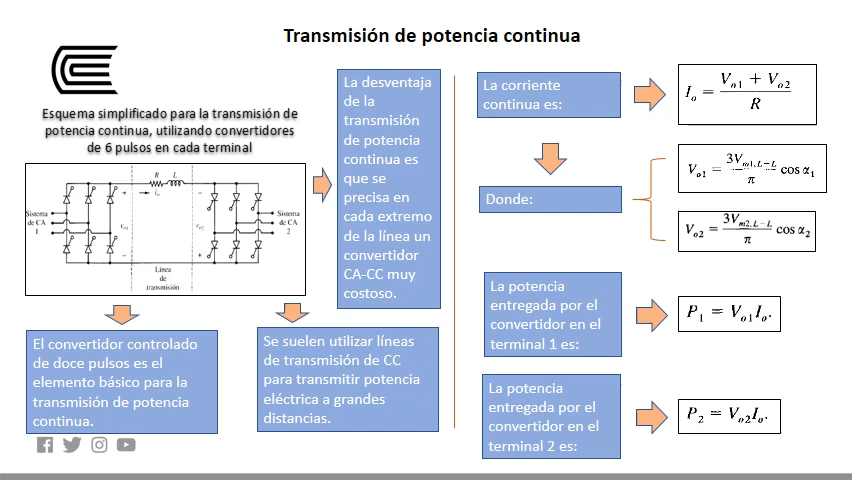 Transmisión de potencia continua
Esquema simplificado para la transmisión de
potencia continua, utilizando convertidores
de 6 pulsos en cada terminal
R
L
+
−
i_o
Sistema
de CA
1
v_o1
v_o2
Sistema
de CA
2
−
+
Línea
de
transmisión
La desventaja
de la
transmisión
de potencia
continua es
que se
precisa en
cada extremo
de la línea un
convertidor
CA-CC muy
costoso.
El convertidor controlado
de doce pulsos es el
elemento básico para la
transmisión de potencia
continua.
Se suelen utilizar líneas
de transmisión de CC
para transmitir potencia
eléctrica a grandes
distancias.
La corriente
continua es:
I_o = (V_o1 + V_o2) / R
Donde:
V_o1 = (3V_m1,L−L / π) cos α_1
V_o2 = (3V_m2,L−L / π) cos α_2
La potencia
entregada por el
convertidor en el
terminal 1 es:
P_1 = V_o1 I_o.
La potencia
entregada por el
convertidor en el
terminal 2 es:
P_2 = V_o2 I_o.